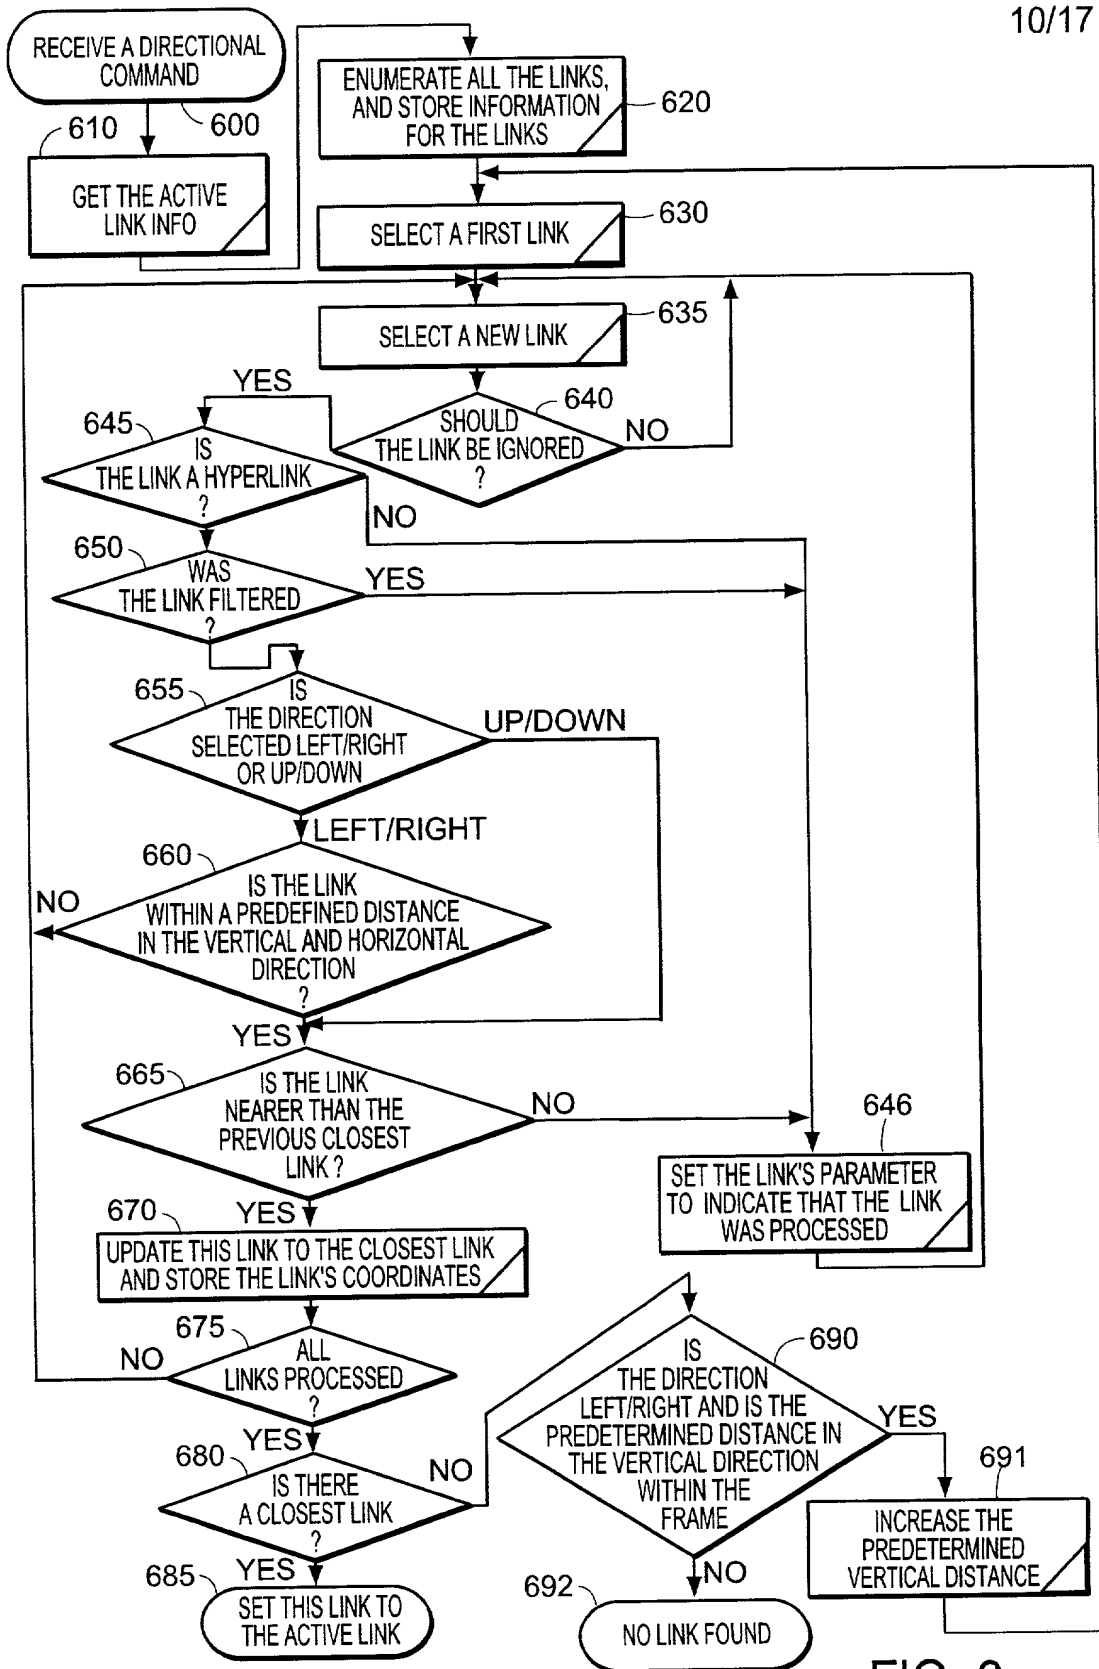 10/17
RECEIVE A DIRECTIONAL
COMMAND
600
610
GET THE ACTIVE
LINK INFO
ENUMERATE ALL THE LINKS,
AND STORE INFORMATION
FOR THE LINKS
620
SELECT A FIRST LINK
630
SELECT A NEW LINK
635
SHOULD
THE LINK BE IGNORED
?
640
YES
NO
645
IS
THE LINK A HYPERLINK
?
NO
650
WAS
THE LINK FILTERED
?
YES
655
IS
THE DIRECTION
SELECTED LEFT/RIGHT
OR UP/DOWN
UP/DOWN
LEFT/RIGHT
660
IS THE LINK
WITHIN A PREDEFINED DISTANCE
IN THE VERTICAL AND HORIZONTAL
DIRECTION
?
NO
YES
665
IS THE LINK
NEARER THAN THE
PREVIOUS CLOSEST
LINK ?
NO
YES
646
SET THE LINK'S PARAMETER
TO INDICATE THAT THE LINK
WAS PROCESSED
670
UPDATE THIS LINK TO THE CLOSEST LINK
AND STORE THE LINK'S COORDINATES
675
ALL
LINKS PROCESSED
?
NO
YES
680
IS THERE
A CLOSEST LINK
?
NO
YES
685
SET THIS LINK TO
THE ACTIVE LINK
690
IS
THE DIRECTION
LEFT/RIGHT AND IS THE
PREDETERMINED DISTANCE IN
THE VERTICAL DIRECTION
WITHIN THE
FRAME
YES
NO
691
INCREASE THE
PREDETERMINED
VERTICAL DISTANCE
692
NO LINK FOUND